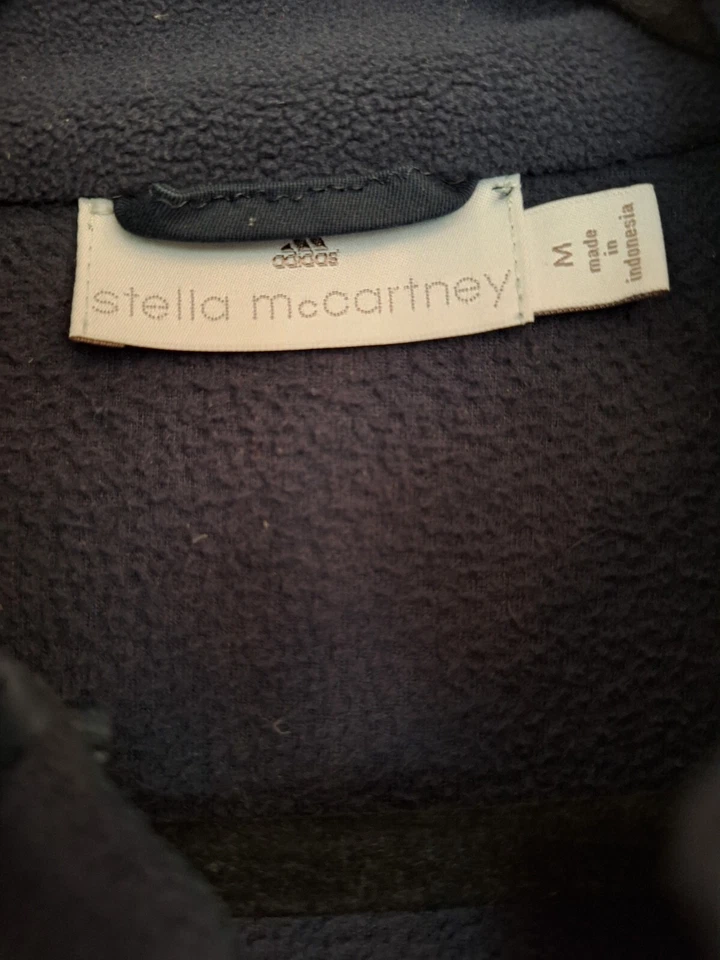 adidas
stella mccartney
M
made
in
indonesia